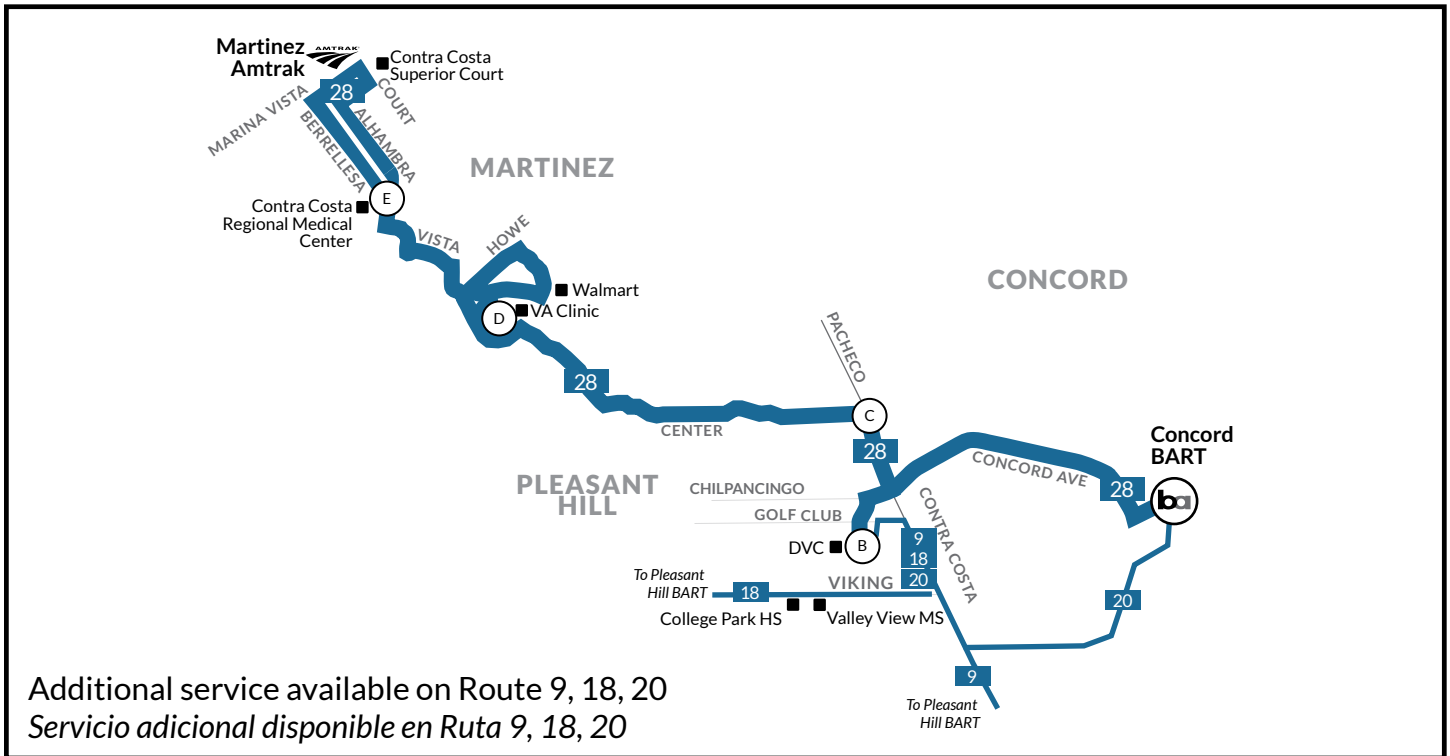 Martinez
Amtrak
AMTRAK
Contra Costa
Superior Court
28
COURT
MARINA VISTA
BERRELLESA
ALHAMBRA
MARTINEZ
E
Contra Costa
Regional Medical
Center
VISTA
HOWE
Walmart
D
VA Clinic
CONCORD
PACHECO
28
C
CENTER
28
Concord
BART
CONCORD AVE
28
ba
PLEASANT
HILL
CHILPANCINGO
GOLF CLUB
CONTRA COSTA
DVC
B
9
18
20
To Pleasant
Hill BART
18
VIKING
College Park HS
Valley View MS
20
9
To Pleasant
Hill BART
Additional service available on Route 9, 18, 20
Servicio adicional disponible en Ruta 9, 18, 20